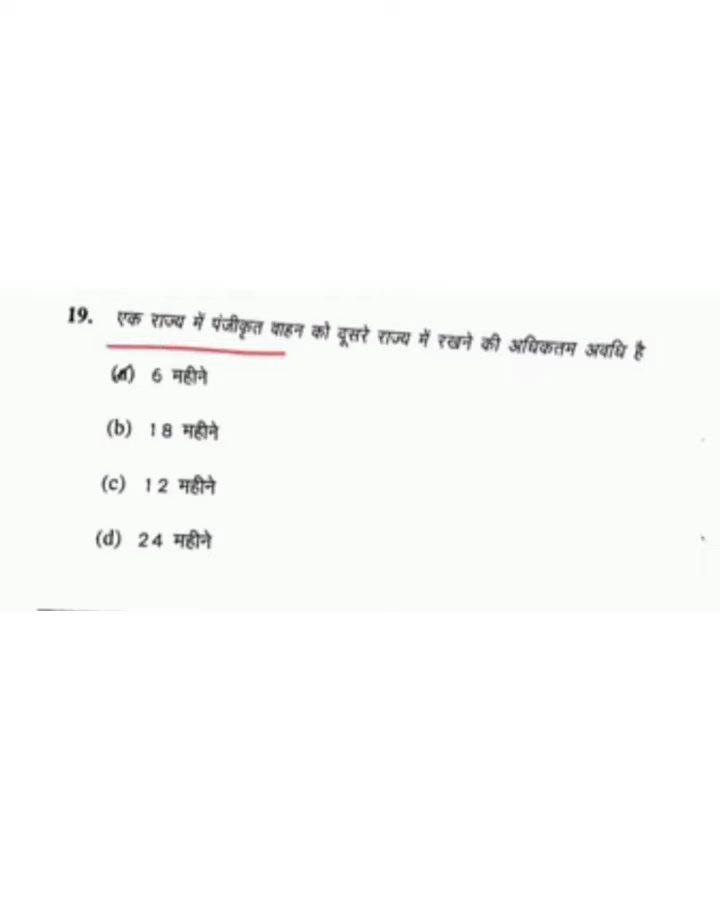 19. एक राज्य में पंजीकृत वाहन को दूसरे राज्य में रखने की अधिकतम अवधि है
(a) 6 महीने
(b) 18 महीने
(c) 12 महीने
(d) 24 महीने